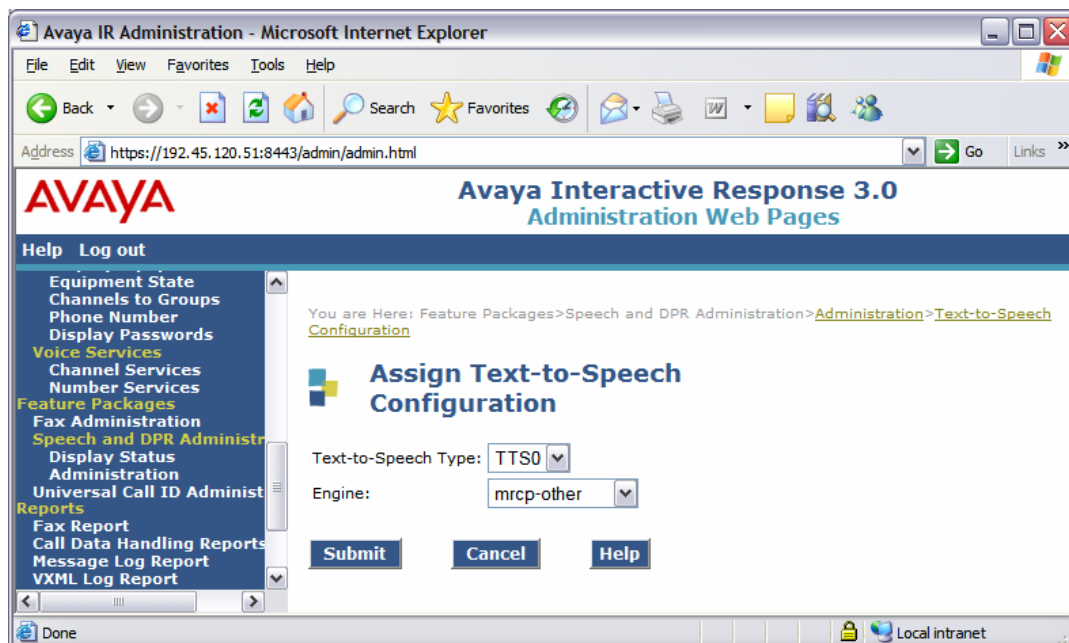 Avaya IR Administration - Microsoft Internet Explorer
File Edit View Favorites Tools Help
Back Search Favorites
Address https://192.45.120.51:8443/admin/admin.html Go Links »
AVAYA
Avaya Interactive Response 3.0
Administration Web Pages
Help Log out
Equipment State
Channels to Groups
Phone Number
Display Passwords
Voice Services
Channel Services
Number Services
Feature Packages
Fax Administration
Speech and DPR Administr
Display Status
Administration
Universal Call ID Administ
Reports
Fax Report
Call Data Handling Reports
Message Log Report
VXML Log Report
You are Here: Feature Packages>Speech and DPR Administration>Administration>Text-to-Speech
Configuration
Assign Text-to-Speech
Configuration
Text-to-Speech Type: TTS0
Engine: mrcp-other
Submit Cancel Help
Done Local intranet